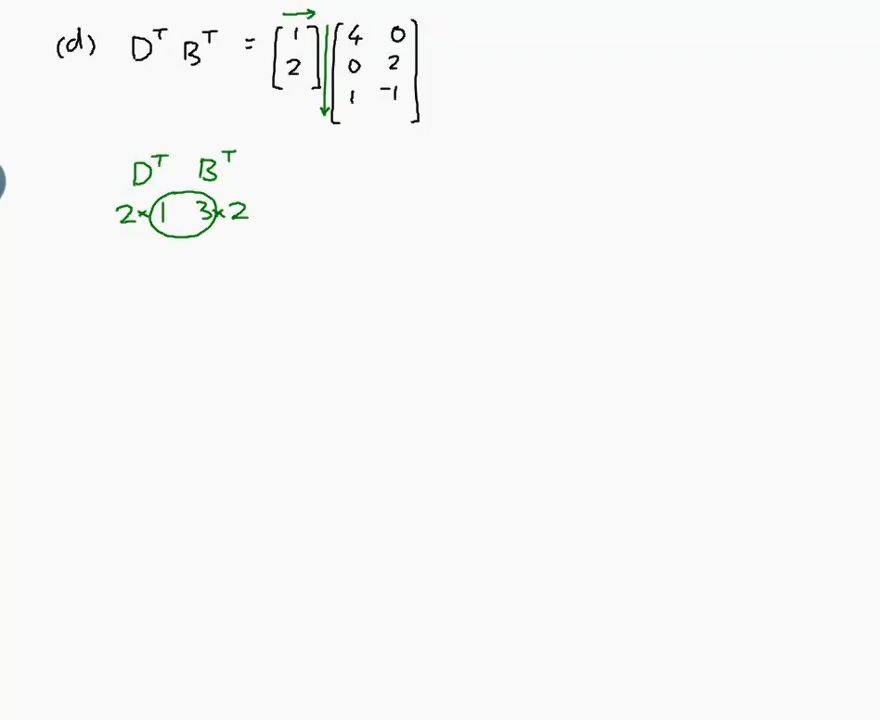 (d) Dᵀ Bᵀ = [1 [4 0
2] 0 2
1 -1]
Dᵀ Bᵀ
2×1 3×2